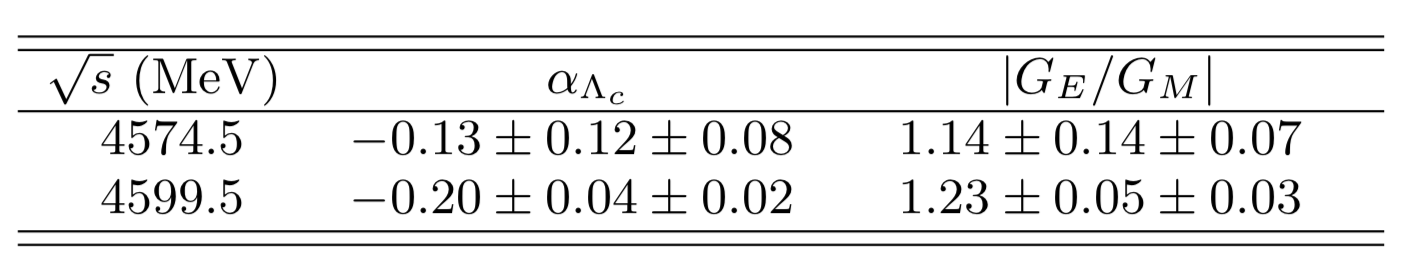 √s (MeV) α_{Λ_c} |G_E/G_M|
4574.5 −0.13 ± 0.12 ± 0.08 1.14 ± 0.14 ± 0.07
4599.5 −0.20 ± 0.04 ± 0.02 1.23 ± 0.05 ± 0.03